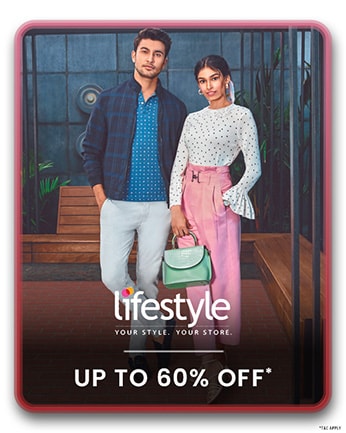 lifestyle
YOUR STYLE. YOUR STORE.
UP TO 60% OFF*
*T&C APPLY